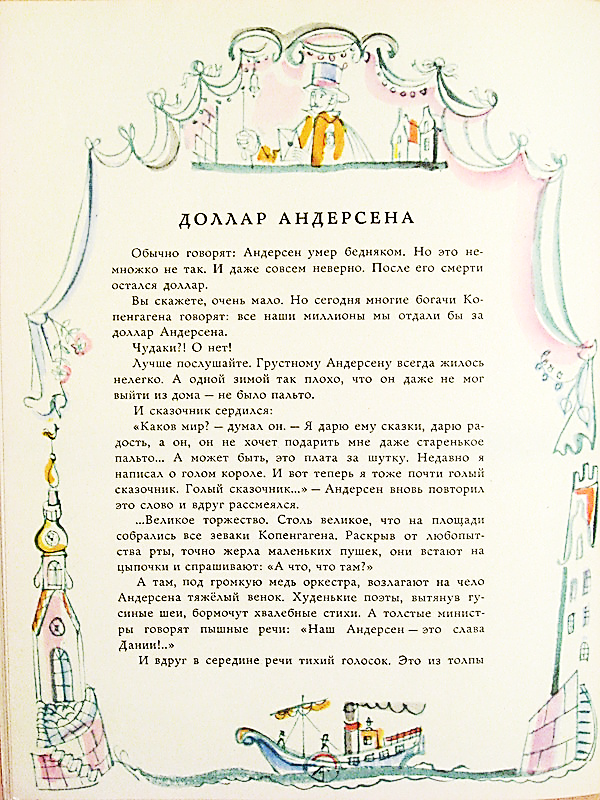 ДОЛЛАР АНДЕРСЕНА
Обычно говорят: Андерсен умер бедняком. Но это не-
множко не так. И даже совсем неверно. После его смерти
остался доллар.
Вы скажете, очень мало. Но сегодня многие богачи Ко-
пенгагена говорят: все наши миллионы мы отдали бы за
доллар Андерсена.
Чудаки?! О нет!
Лучше послушайте. Грустному Андерсену всегда жилось
нелегко. А одной зимой так плохо, что он даже не мог
выйти из дома — не было пальто.
И сказочник сердился:
«Каков мир? — думал он. — Я дарю ему сказки, дарю ра-
дость, а он, он не хочет подарить мне даже старенькое
пальто... А может быть, это плата за шутку. Недавно я
написал о голом короле. И вот теперь я тоже почти голый
сказочник. Голый сказочник...» — Андерсен вновь повторил
это слово и вдруг рассмеялся.
...Великое торжество. Столь великое, что на площади
собрались все зеваки Копенгагена. Раскрыв от любопыт-
ства рты, точно жерла маленьких пушек, они встают на
цыпочки и спрашивают: «А что, что там?»
А там, под громкую медь оркестра, возлагают на чело
Андерсена тяжёлый венок. Худенькие поэты, вытянув гу-
синые шеи, бормочут хвалебные стихи. А толстые минист-
ры говорят пышные речи: «Наш Андерсен — это слава
Дании!..»
И вдруг в середине речи тихий голосок. Это из толпы